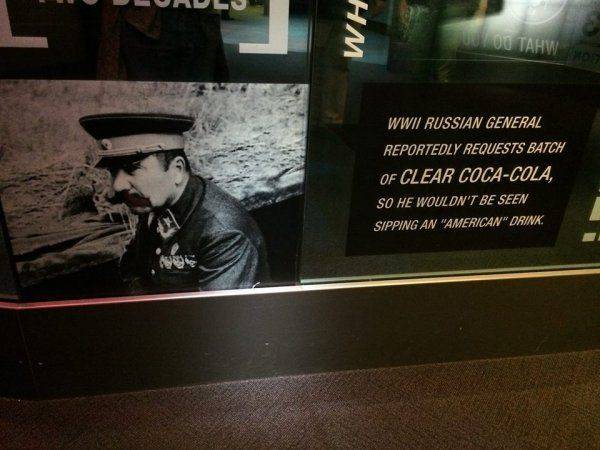 DECADES
WH
WHAT DO YOU
WWII RUSSIAN GENERAL
REPORTEDLY REQUESTS BATCH
OF CLEAR COCA-COLA,
SO HE WOULDN'T BE SEEN
SIPPING AN "AMERICAN" DRINK.